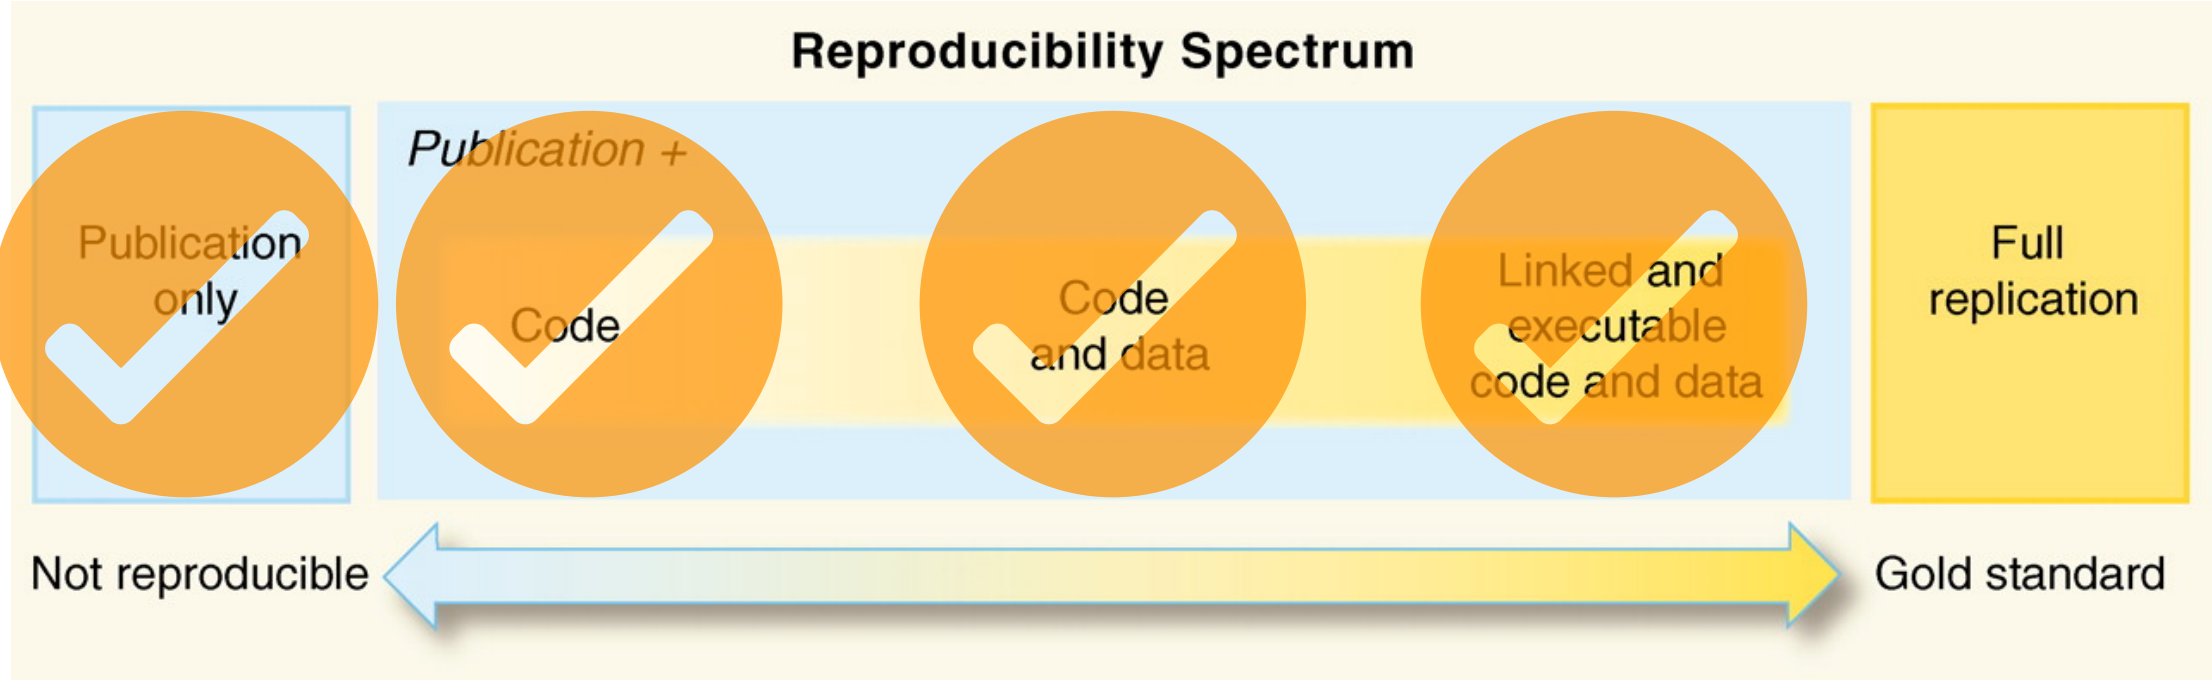 Reproducibility Spectrum
Publication +
Publication
only
Code
Code
and data
Linked and
executable
code and data
Full
replication
Not reproducible
Gold standard